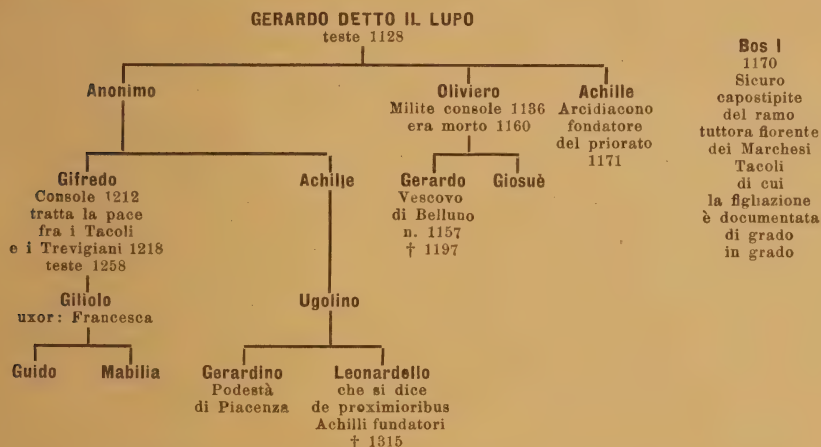 GERARDO DETTO IL LUPO
teste 1128
Anonimo
Oliviero
Milite console 1136
era morto 1160
Achille
Arcidiacono
fondatore
del priorato
1171
Bos I
1170
Sicuro
capostipite
del ramo
tuttora fiorente
dei Marchesi
Tacoli
di cui
la figliazione
è documentata
di grado
in grado
Gifredo
Console 1212
tratta la pace
fra i Tacoli
e i Trevigiani 1218
teste 1258
Achille
Gerardo
Vescovo
di Belluno
n. 1157
† 1197
Giosuè
Giliolo
uxor: Francesca
Ugolino
Guido
Mabilia
Gerardino
Podestà
di Piacenza
Leonardello
che si dice
de proximioribus
Achilli fundatori
† 1315